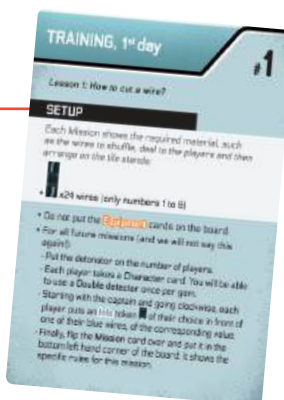 TRAINING, 1st day
#1
Lesson 1: How to cut a wire?
SETUP
Each Mission shows the required material, such
as the wires to shuffle, deal to the players and then
arrange on the tile stands:
• x24 wires (only numbers 1 to 6)
• Do not put the Equipment cards on the board.
• For all future missions (and we will not say this
again!):
- Put the detonator on the number of players.
- Each player takes a Character card. You will be able
to use a Double detector once per game.
- Starting with the captain and going clockwise, each
player puts an Info token of their choice in front of
one of their blue wires, of the corresponding value.
- Finally, flip the Mission card over and put it in the
bottom left hand corner of the board: it shows the
specific rules for this mission.